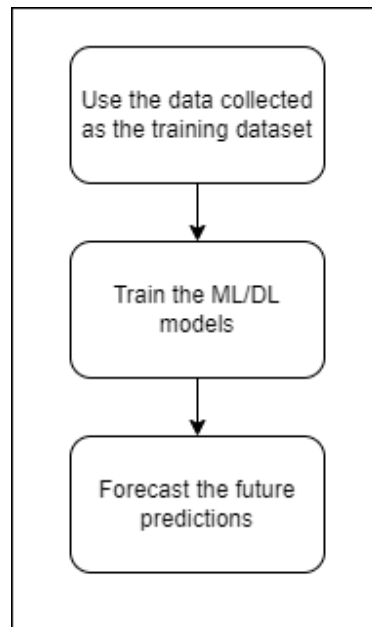 Use the data collected
as the training dataset
Train the ML/DL
models
Forecast the future
predictions